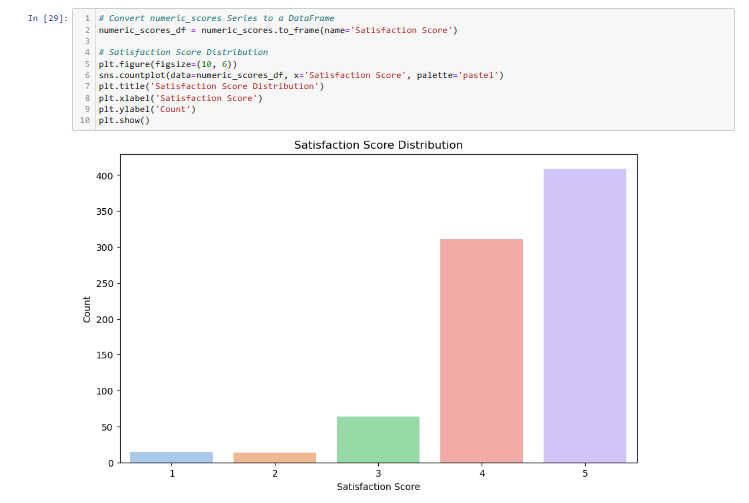 In [29]:
1 # Convert numeric_scores Series to a DataFrame
2 numeric_scores_df = numeric_scores.to_frame(name='Satisfaction Score')
3
4 # Satisfaction Score Distribution
5 plt.figure(figsize=(10, 6))
6 sns.countplot(data=numeric_scores_df, x='Satisfaction Score', palette='pastel')
7 plt.title('Satisfaction Score Distribution')
8 plt.xlabel('Satisfaction Score')
9 plt.ylabel('Count')
10 plt.show()
Satisfaction Score Distribution
400
350
300
250
200
150
100
50
0
Count
1 2 3 4 5
Satisfaction Score